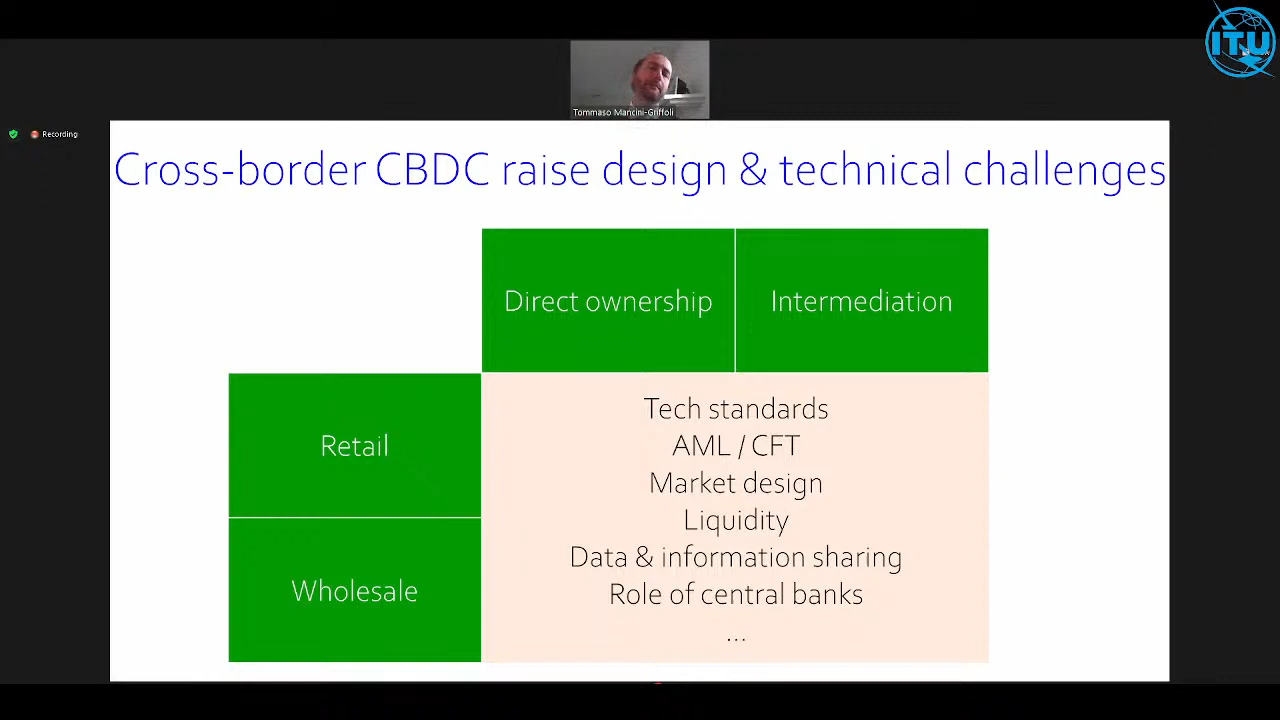 ITU
Tommaso Mancini-Griffoli
Recording
Cross-border CBDC raise design & technical challenges
Direct ownership
Intermediation
Retail
Wholesale
Tech standards
AML / CFT
Market design
Liquidity
Data & information sharing
Role of central banks
...